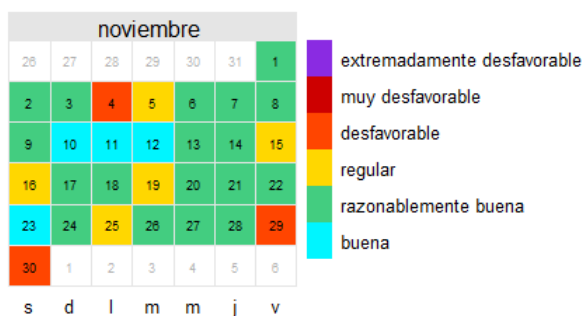 noviembre
26 27 28 29 30 31 1
2 3 4 5 6 7 8
9 10 11 12 13 14 15
16 17 18 19 20 21 22
23 24 25 26 27 28 29
30 1 2 3 4 5 6
s d l m m j v
extremadamente desfavorable
muy desfavorable
desfavorable
regular
razonablemente buena
buena